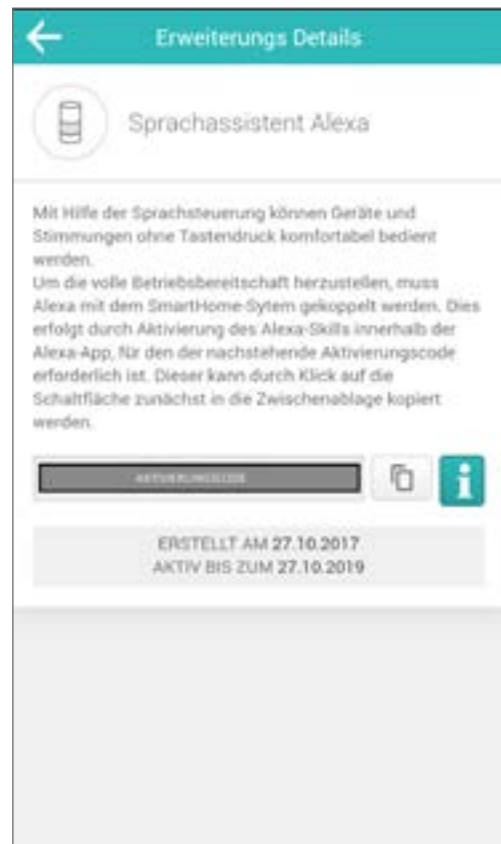 Erweiterungs Details
Sprachassistent Alexa
Mit Hilfe der Sprachsteuerung können Geräte und
Stimmungen ohne Tastendruck komfortabel bedient
werden.
Um die volle Betriebsbereitschaft herzustellen, muss
Alexa mit dem SmartHome-Sytem gekoppelt werden. Dies
erfolgt durch Aktivierung des Alexa-Skills innerhalb der
Alexa-App, für den der nachstehende Aktivierungscode
erforderlich ist. Dieser kann durch Klick auf die
Schaltfläche zunächst in die Zwischenablage kopiert
werden.
AKTIVIERUNGSCODE
ERSTELLT AM 27.10.2017
AKTIV BIS ZUM 27.10.2019